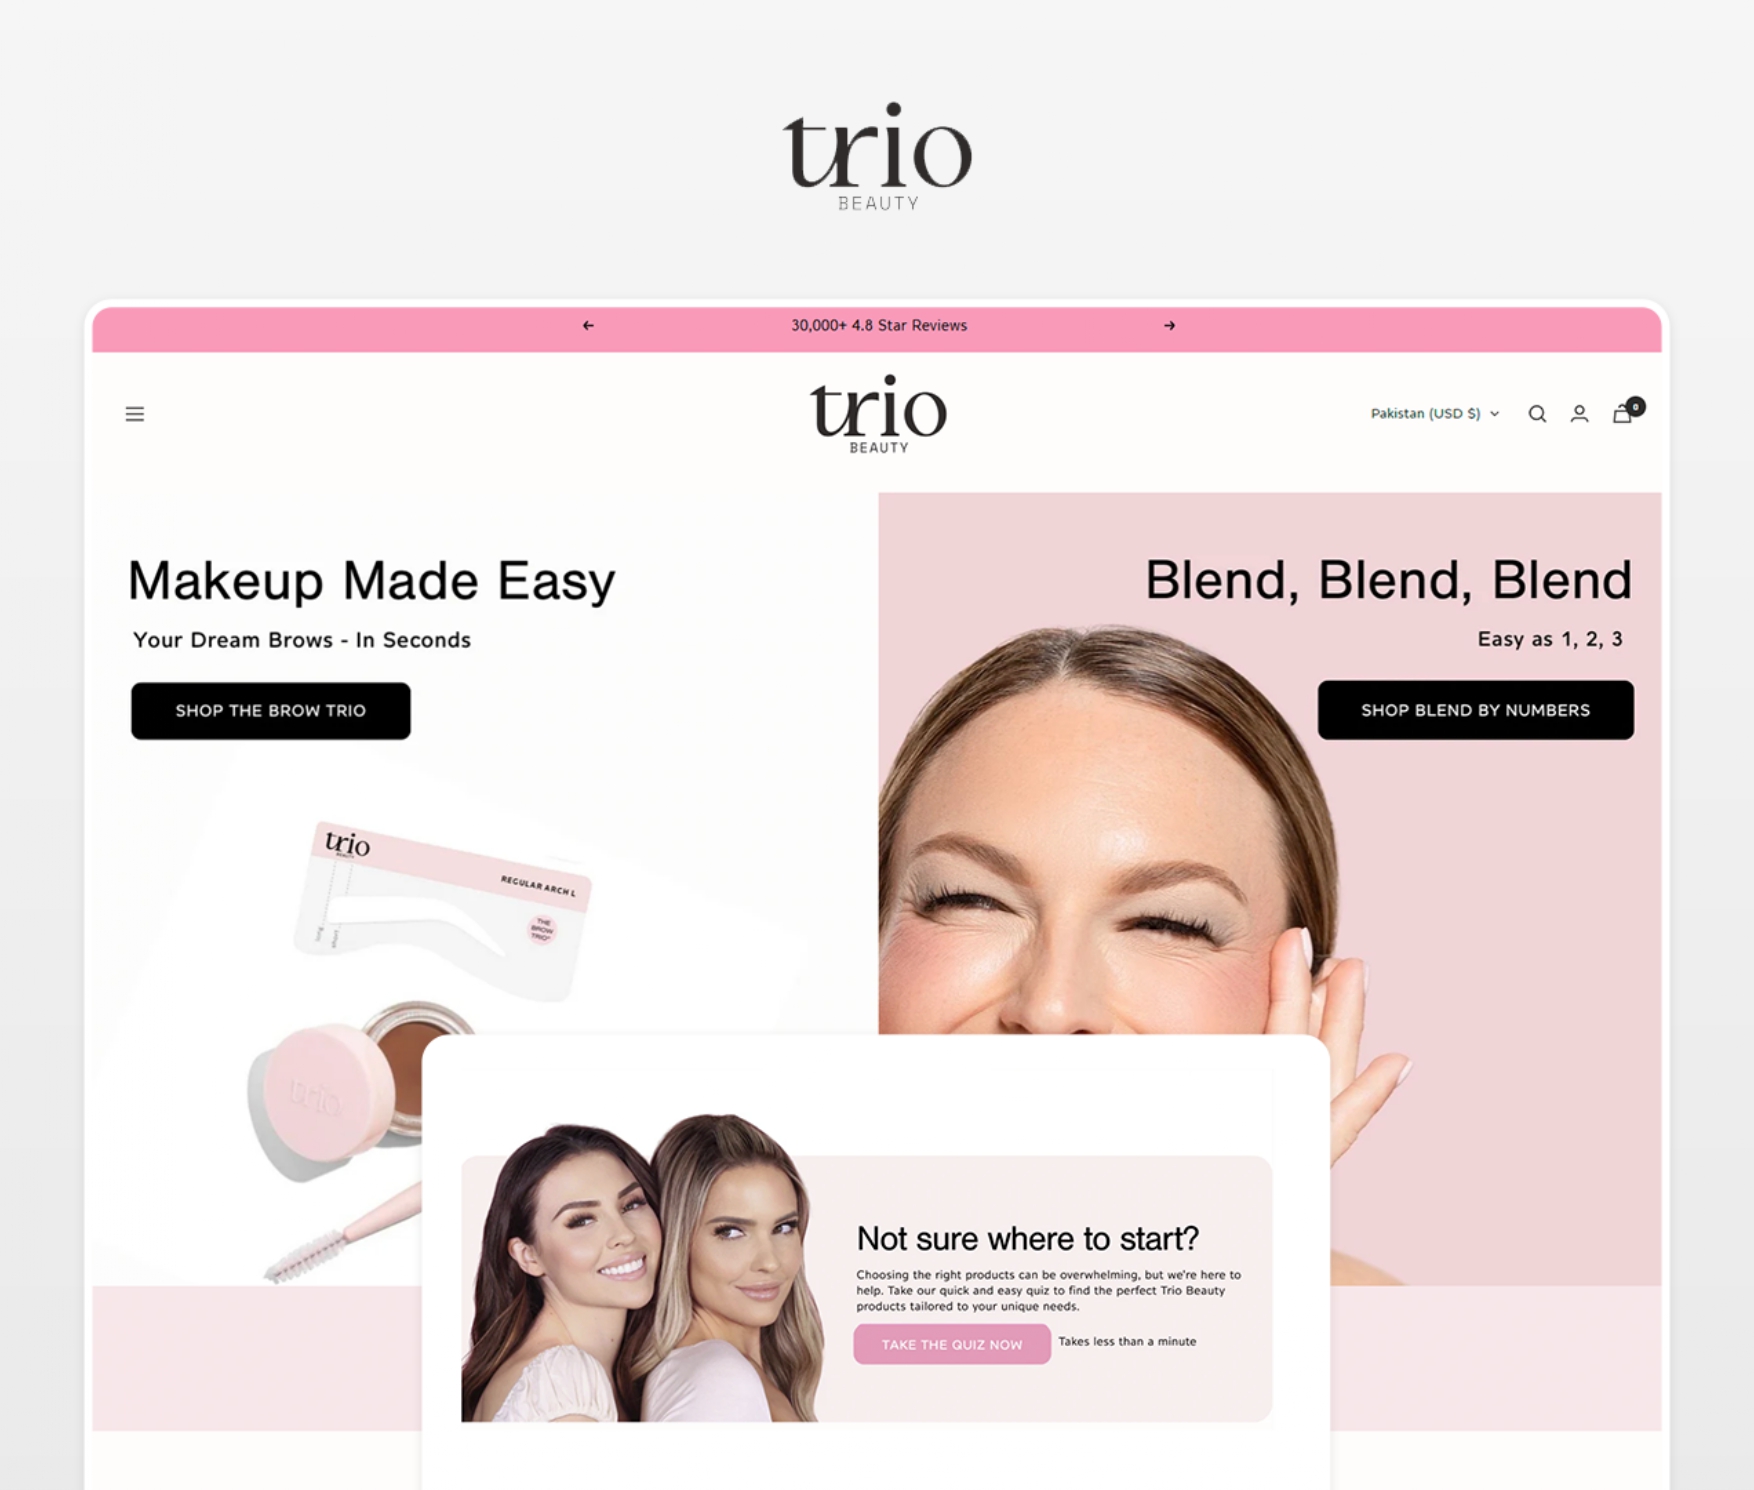 trio
BEAUTY
30,000+ 4.8 Star Reviews
trio
BEAUTY
Pakistan (USD $)
0
Makeup Made Easy
Your Dream Brows - In Seconds
SHOP THE BROW TRIO
Blend, Blend, Blend
Easy as 1, 2, 3
SHOP BLEND BY NUMBERS
trio
BEAUTY
REGULAR ARCH L
THE
BROW
TRIO
trio
Not sure where to start?
Choosing the right products can be overwhelming, but we're here to
help. Take our quick and easy quiz to find the perfect Trio Beauty
products tailored to your unique needs.
TAKE THE QUIZ NOW
Takes less than a minute